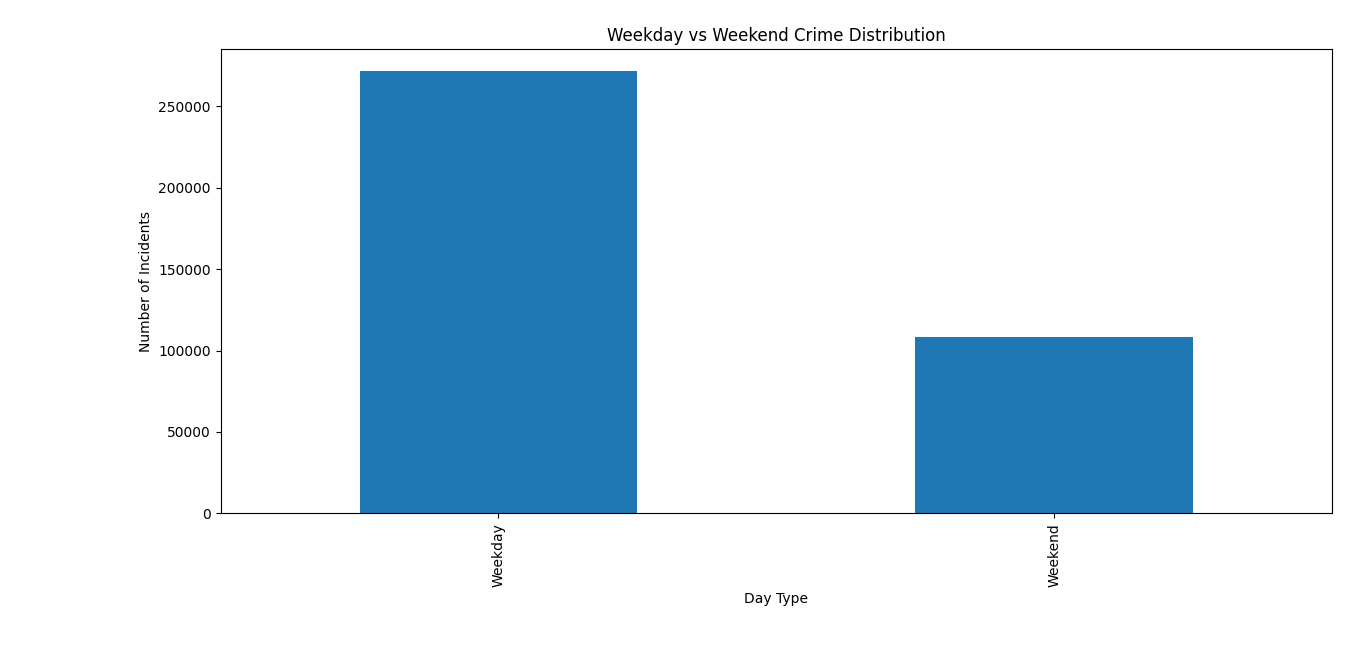 Weekday vs Weekend Crime Distribution
Number of Incidents
250000
200000
150000
100000
50000
0
Weekday
Weekend
Day Type